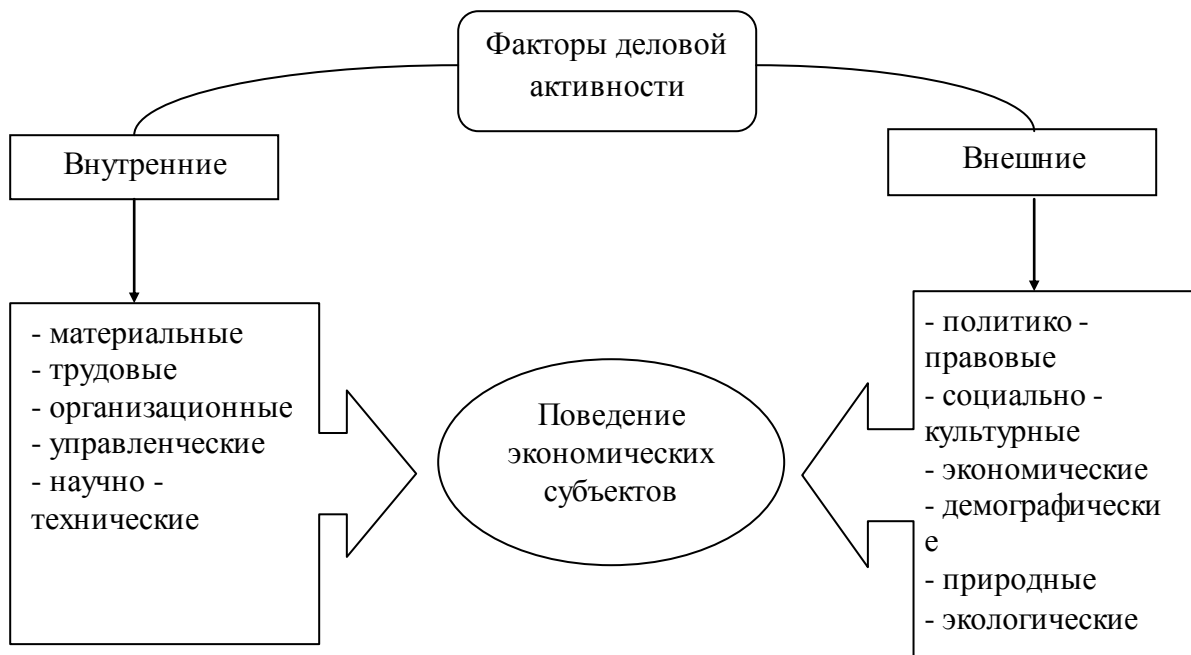 Факторы деловой
активности
Внутренние
Внешние
- материальные
- трудовые
- организационные
- управленческие
- научно -
технические
Поведение
экономических
субъектов
- политико -
правовые
- социально -
культурные
- экономические
- демографически
е
- природные
- экологические